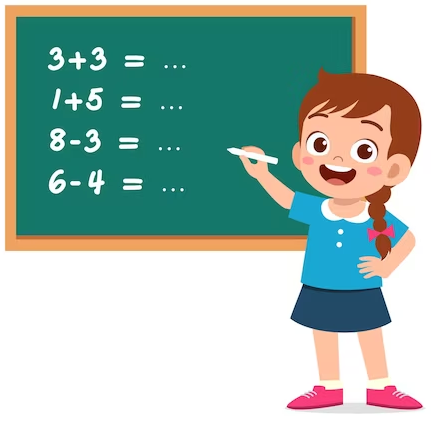 3+3 = ...
1+5 = ...
8-3 = ...
6-4 = ...